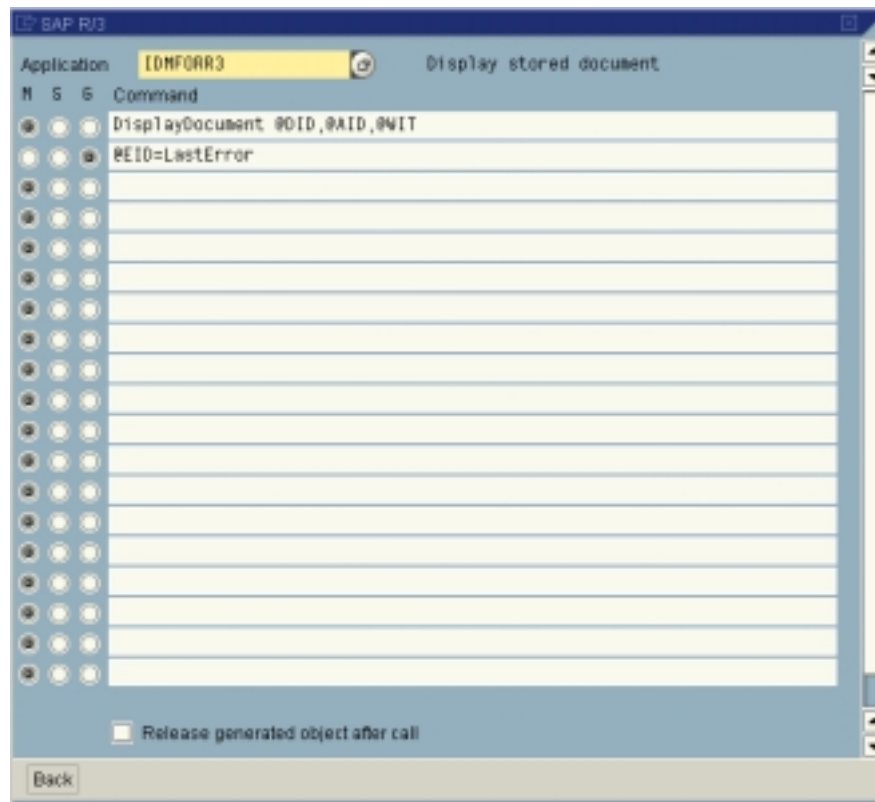 SAP R/3
Application IDMFORR3 Display stored document
M S G Command
DisplayDocument @DID,@AID,@WIT
@EID=LastError
Release generated object after call
Back